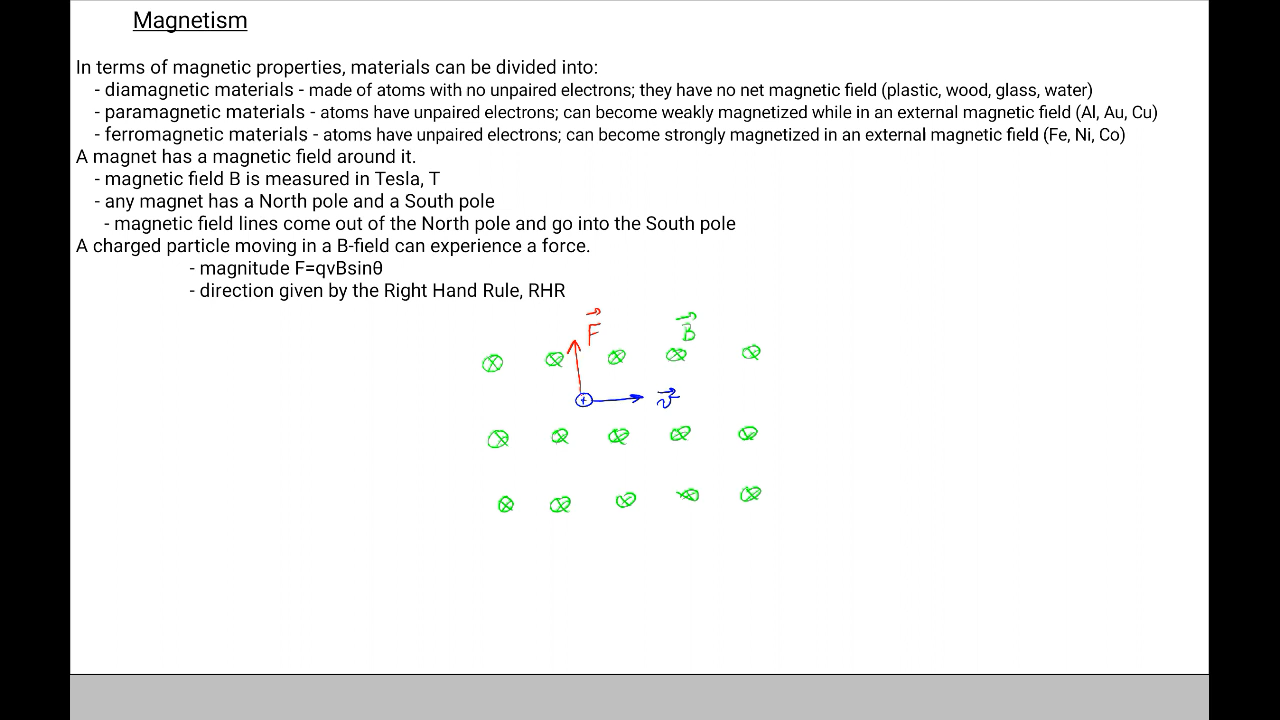 Magnetism
In terms of magnetic properties, materials can be divided into:
- diamagnetic materials - made of atoms with no unpaired electrons; they have no net magnetic field (plastic, wood, glass, water)
- paramagnetic materials - atoms have unpaired electrons; can become weakly magnetized while in an external magnetic field (Al, Au, Cu)
- ferromagnetic materials - atoms have unpaired electrons; can become strongly magnetized in an external magnetic field (Fe, Ni, Co)
A magnet has a magnetic field around it.
- magnetic field B is measured in Tesla, T
- any magnet has a North pole and a South pole
- magnetic field lines come out of the North pole and go into the South pole
A charged particle moving in a B-field can experience a force.
- magnitude F=qvBsinθ
- direction given by the Right Hand Rule, RHR
F⃗ B⃗
+ v⃗